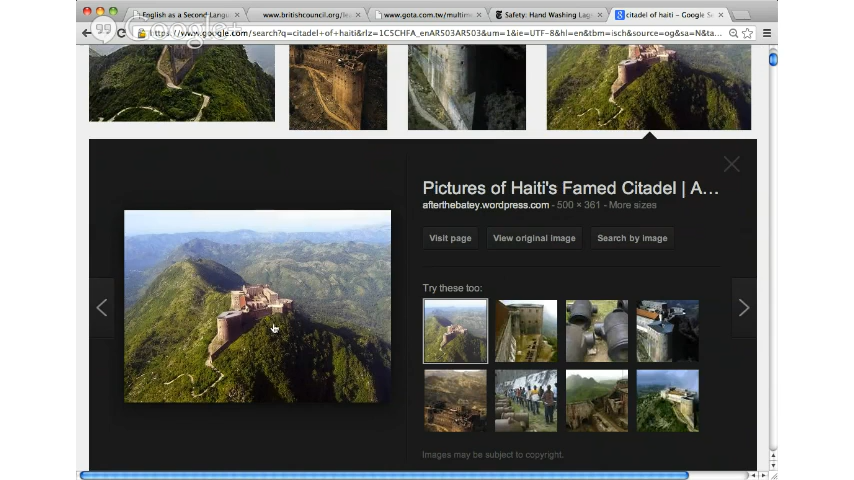 English as a Second Langu
www.britishcouncil.org/le
www.gota.com.tw/multim
Safety: Hand Washing Lag
citadel of haiti - Google Se
Google+
https://www.google.com/search?q=citadel+of+haiti&rlz=1C5CHFA_enAR503AR503&um=1&ie=UTF-8&hl=en&tbm=isch&source=og&sa=N&ta...
Pictures of Haiti's Famed Citadel | A...
afterthebatey.wordpress.com - 500 × 361 - More sizes
Visit page
View original image
Search by image
Try these too:
Images may be subject to copyright.